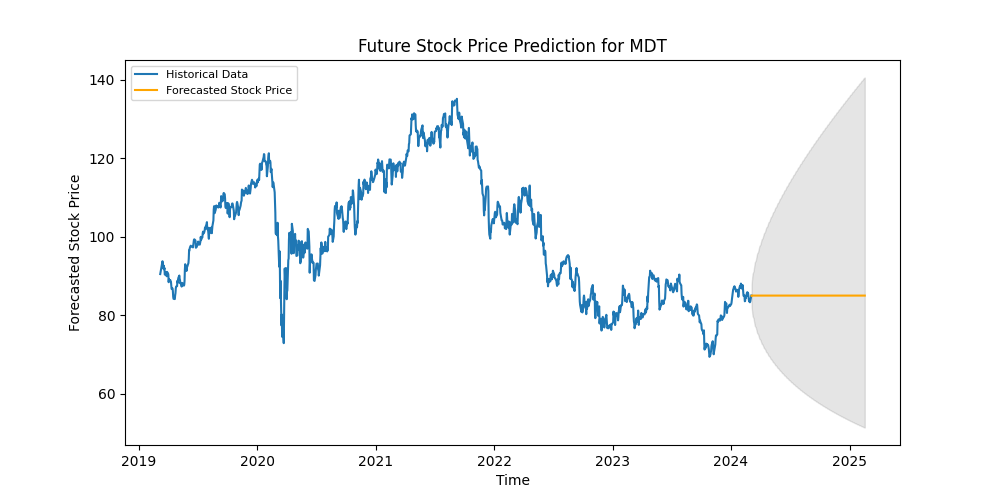 Future Stock Price Prediction for MDT
Historical Data
Forecasted Stock Price
140
120
100
80
60
Forecasted Stock Price
2019 2020 2021 2022 2023 2024 2025
Time